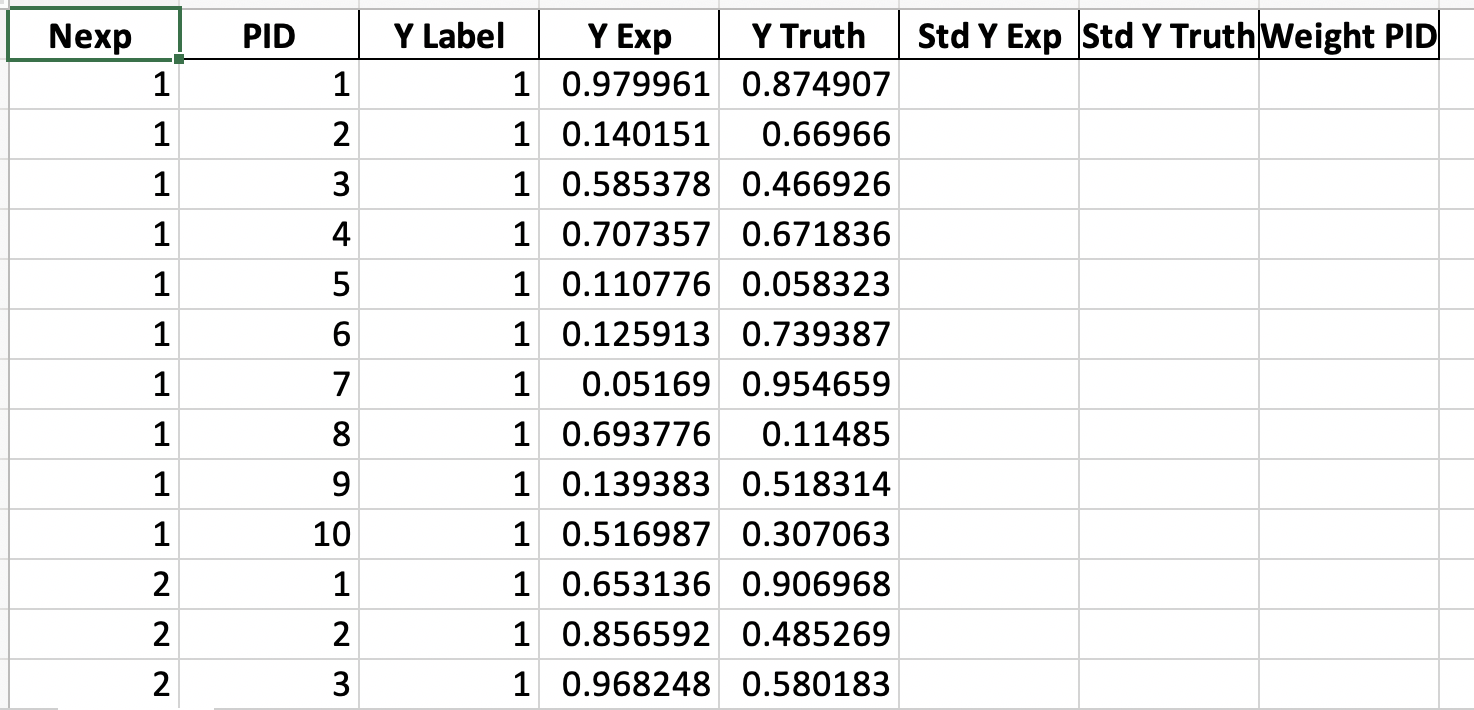 Nexp PID Y Label Y Exp Y Truth Std Y Exp Std Y Truth Weight PID
1 1 1 0.979961 0.874907
1 2 1 0.140151 0.66966
1 3 1 0.585378 0.466926
1 4 1 0.707357 0.671836
1 5 1 0.110776 0.058323
1 6 1 0.125913 0.739387
1 7 1 0.05169 0.954659
1 8 1 0.693776 0.11485
1 9 1 0.139383 0.518314
1 10 1 0.516987 0.307063
2 1 1 0.653136 0.906968
2 2 1 0.856592 0.485269
2 3 1 0.968248 0.580183